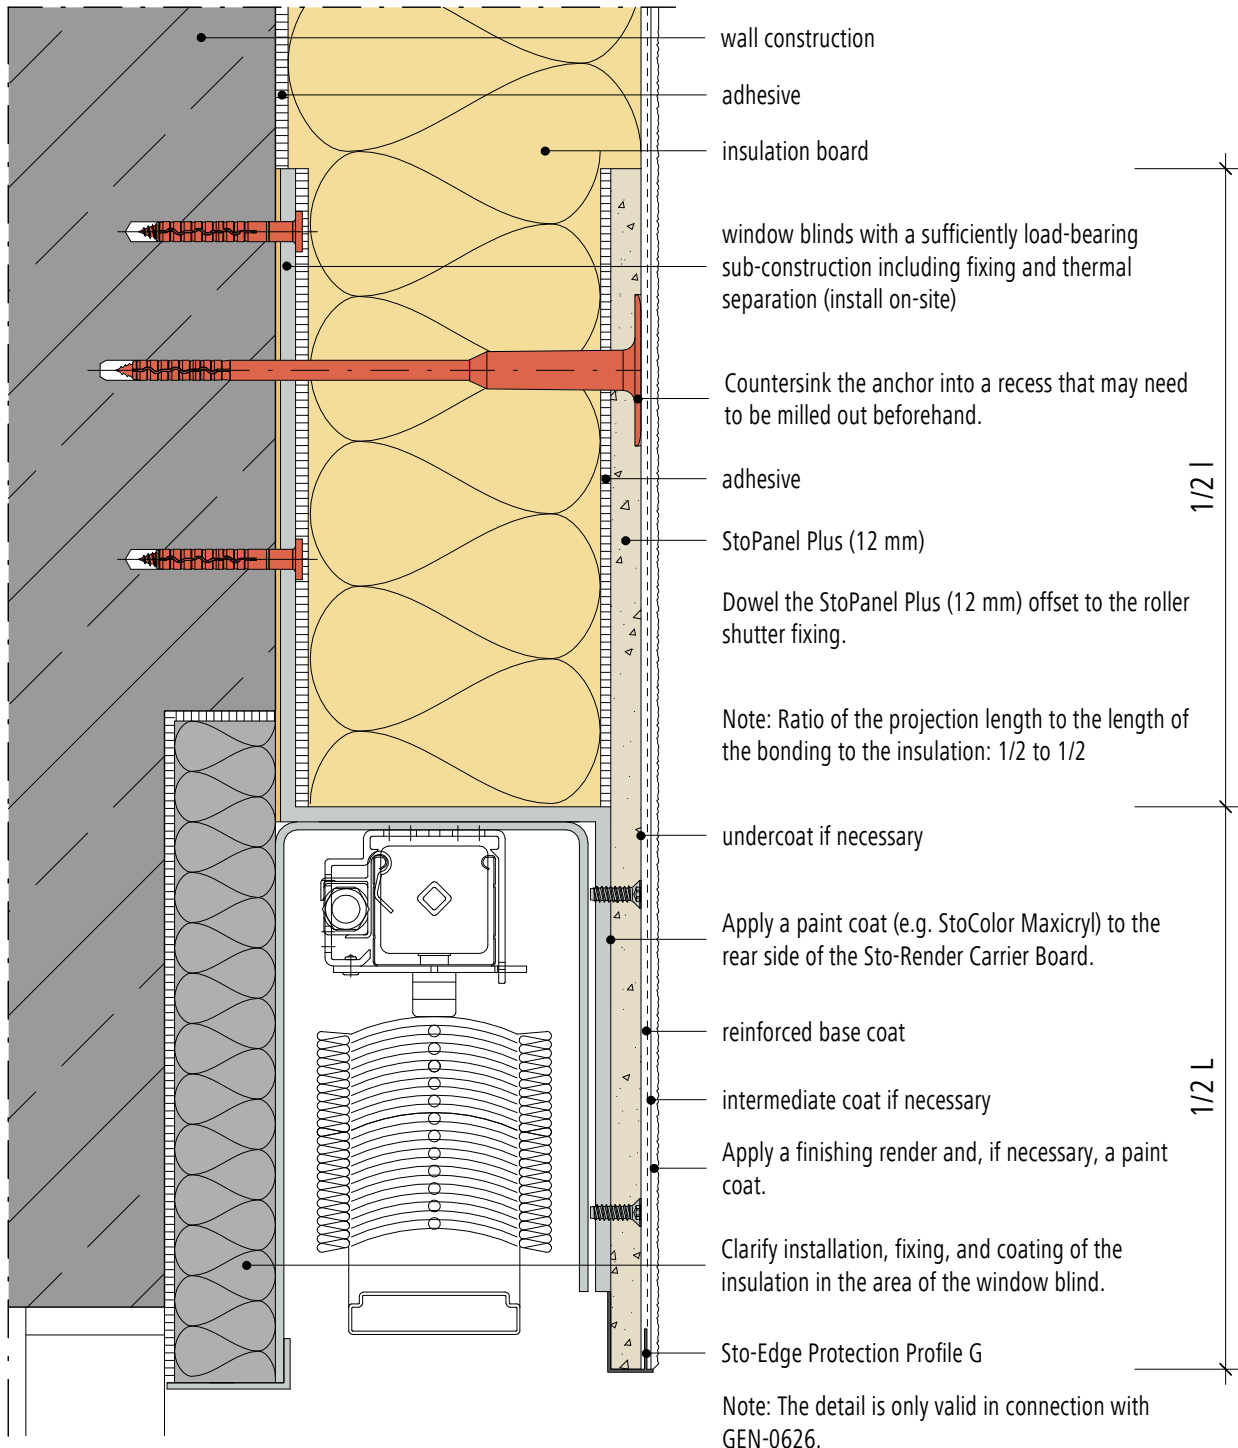 wall construction
adhesive
insulation board
window blinds with a sufficiently load-bearing
sub-construction including fixing and thermal
separation (install on-site)
Countersink the anchor into a recess that may need
to be milled out beforehand.
1/2 l
adhesive
StoPanel Plus (12 mm)
Dowel the StoPanel Plus (12 mm) offset to the roller
shutter fixing.
Note: Ratio of the projection length to the length of
the bonding to the insulation: 1/2 to 1/2
undercoat if necessary
Apply a paint coat (e.g. StoColor Maxicryl) to the
rear side of the Sto-Render Carrier Board.
reinforced base coat
1/2 L
intermediate coat if necessary
Apply a finishing render and, if necessary, a paint
coat.
Clarify installation, fixing, and coating of the
insulation in the area of the window blind.
Sto-Edge Protection Profile G
Note: The detail is only valid in connection with
GEN-0626.